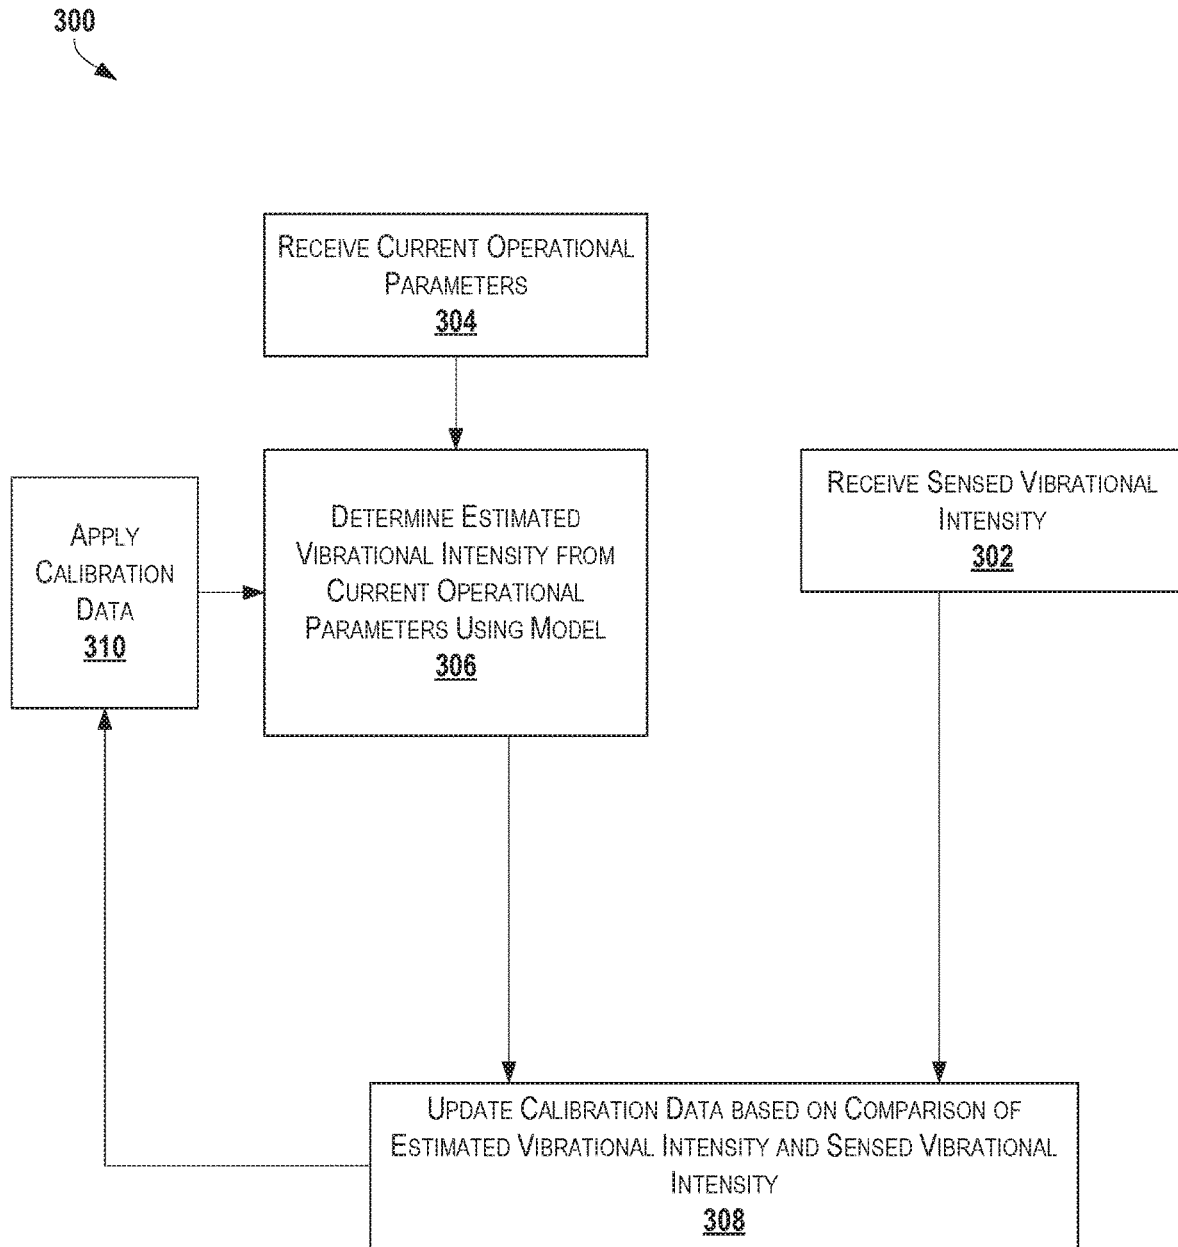 300
RECEIVE CURRENT OPERATIONAL
PARAMETERS
304
APPLY
CALIBRATION
DATA
310
DETERMINE ESTIMATED
VIBRATIONAL INTENSITY FROM
CURRENT OPERATIONAL
PARAMETERS USING MODEL
306
RECEIVE SENSED VIBRATIONAL
INTENSITY
302
UPDATE CALIBRATION DATA BASED ON COMPARISON OF
ESTIMATED VIBRATIONAL INTENSITY AND SENSED VIBRATIONAL
INTENSITY
308